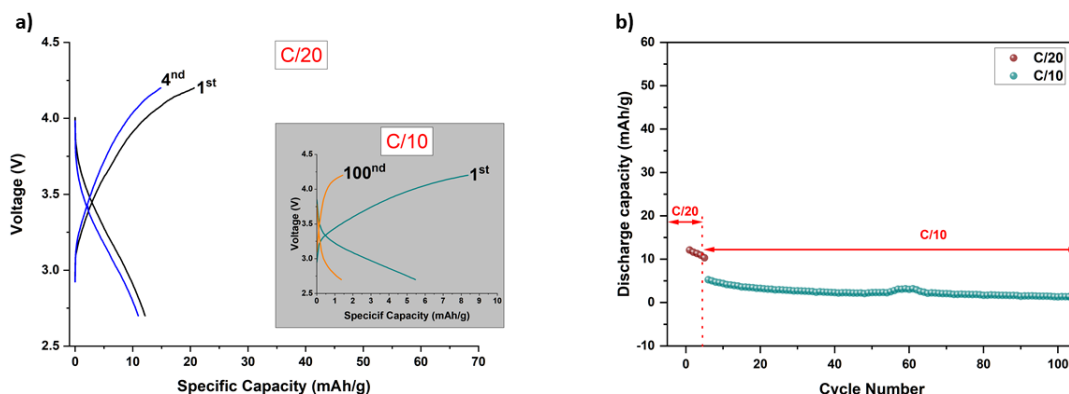 a)
C/20
4nd
1st
Voltage (V)
4.5
4.0
3.5
3.0
2.5
0
10
20
30
40
50
60
70
Specific Capacity (mAh/g)
C/10
100nd
1st
Voltage (V)
4.5
4.0
3.5
3.0
2.5
0
1
2
3
4
5
6
7
8
9
10
Specicif Capacity (mAh/g)
b)
C/20
C/10
Discharge capacity (mAh/g)
60
50
40
30
20
10
0
-10
C/20
C/10
0
20
40
60
80
100
Cycle Number